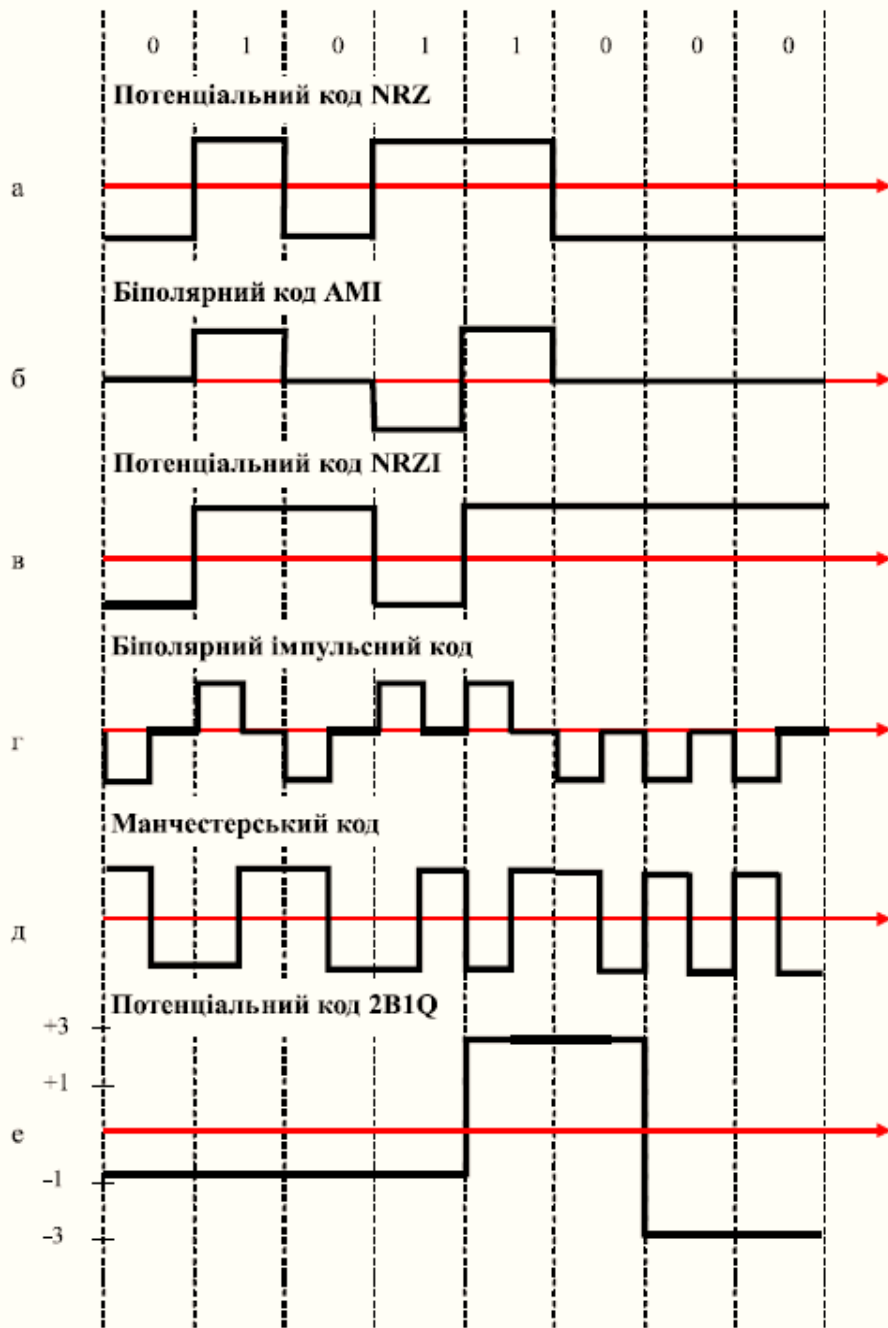 0 1 0 1 1 0 0 0
Потенціальний код NRZ
а
Біполярний код AMI
б
Потенціальний код NRZI
в
Біполярний імпульсний код
г
Манчестерський код
д
Потенціальний код 2B1Q
+3
+1
е
–1
–3